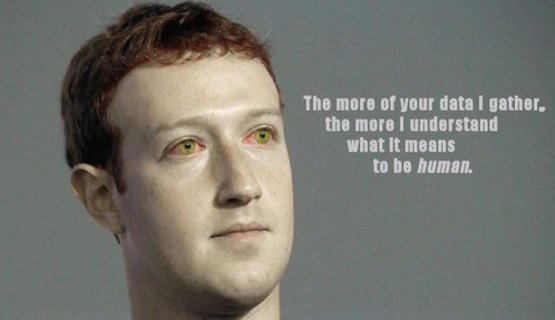 The more of your data I gather,,
the more I understand
what it means
to be human.